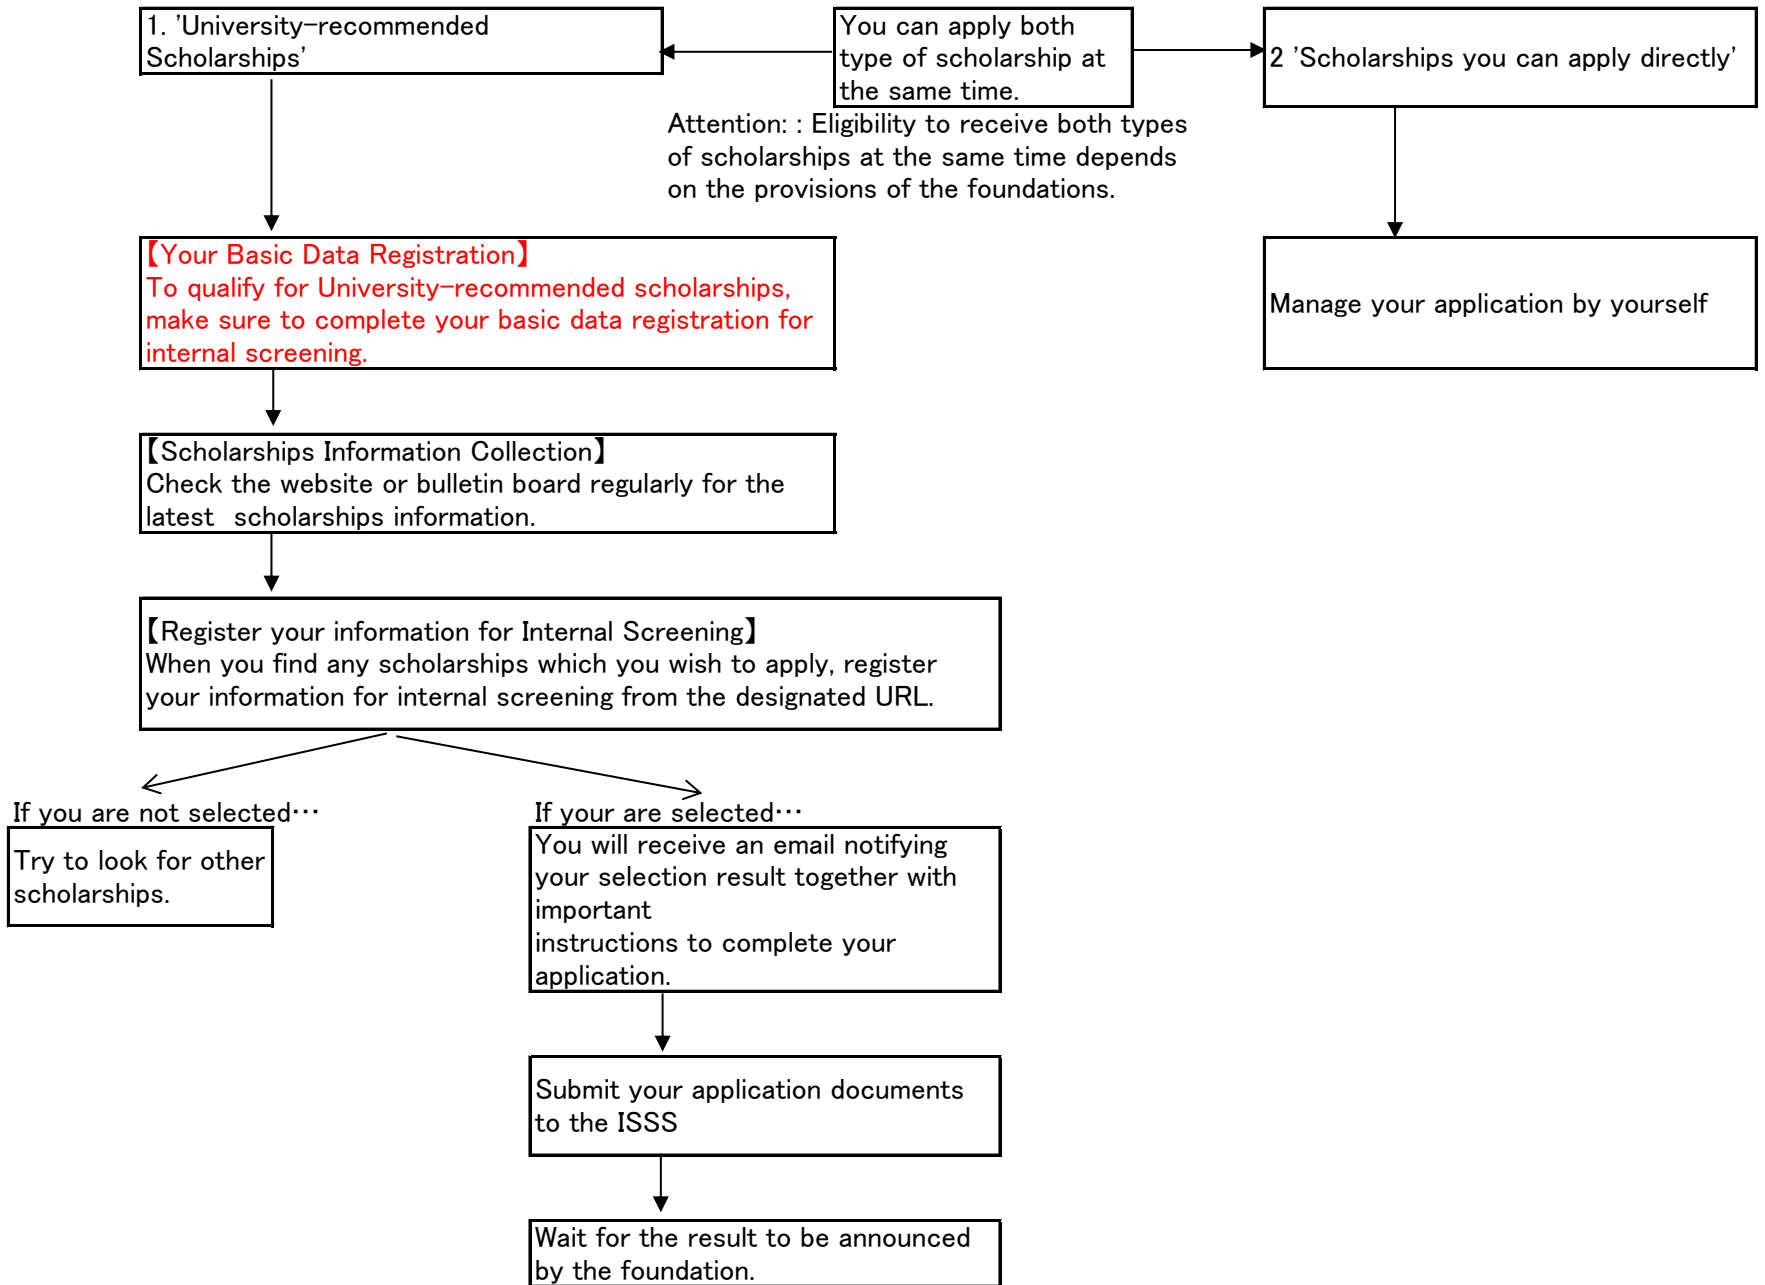 1. 'University-recommended
Scholarships'
You can apply both
type of scholarship at
the same time.
2 'Scholarships you can apply directly'
Attention: : Eligibility to receive both types
of scholarships at the same time depends
on the provisions of the foundations.
【Your Basic Data Registration】
To qualify for University-recommended scholarships,
make sure to complete your basic data registration for
internal screening.
Manage your application by yourself
【Scholarships Information Collection】
Check the website or bulletin board regularly for the
latest  scholarships information.
【Register your information for Internal Screening】
When you find any scholarships which you wish to apply, register
your information for internal screening from the designated URL.
If you are not selected…
Try to look for other
scholarships.
If your are selected…
You will receive an email notifying
your selection result together with
important
instructions to complete your
application.
Submit your application documents
to the ISSS
Wait for the result to be announced
by the foundation.